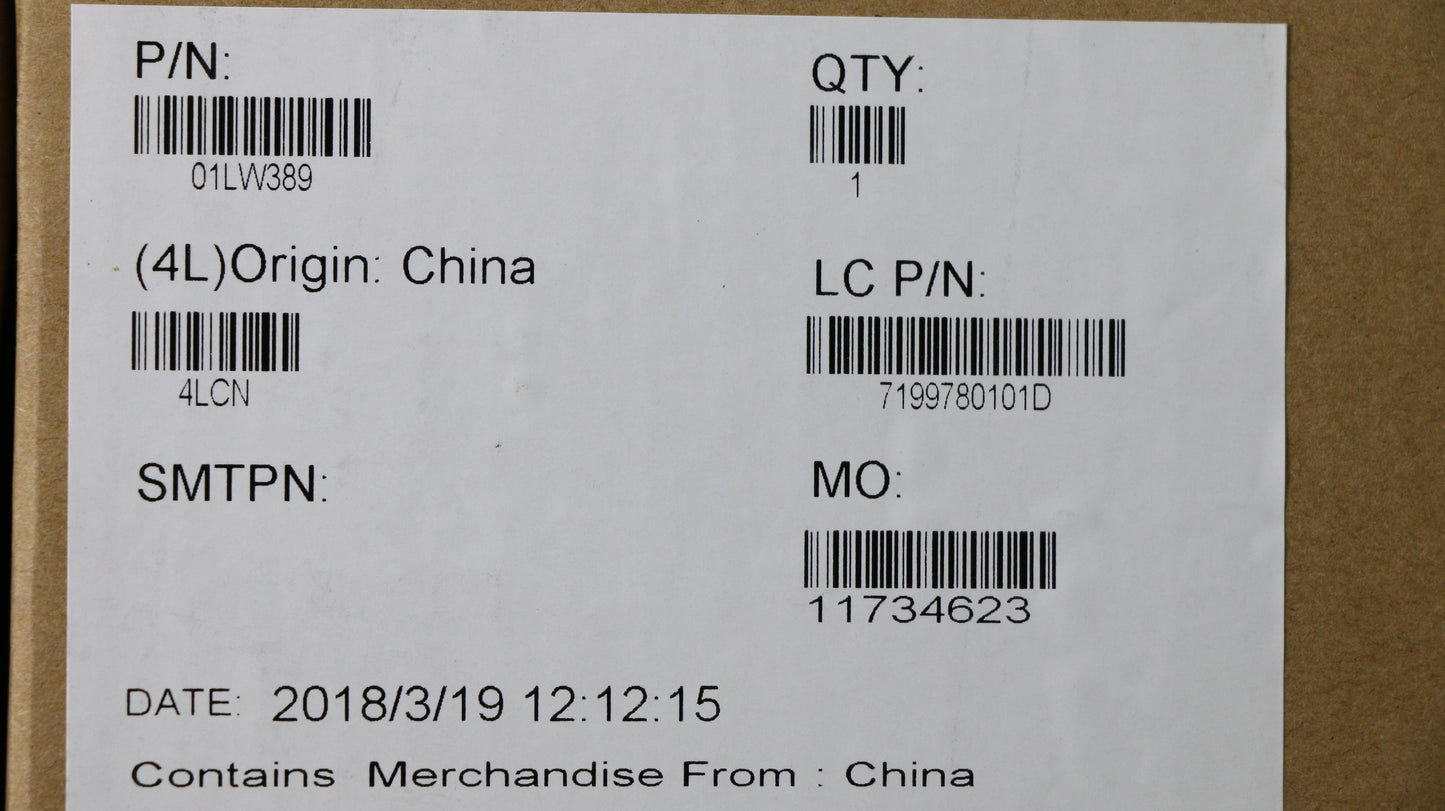 P/N:
01LW389
QTY:
1
(4L)Origin: China
4LCN
LC P/N:
7199780101D
SMTPN:
MO:
11734623
DATE: 2018/3/19 12:12:15
Contains Merchandise From : China